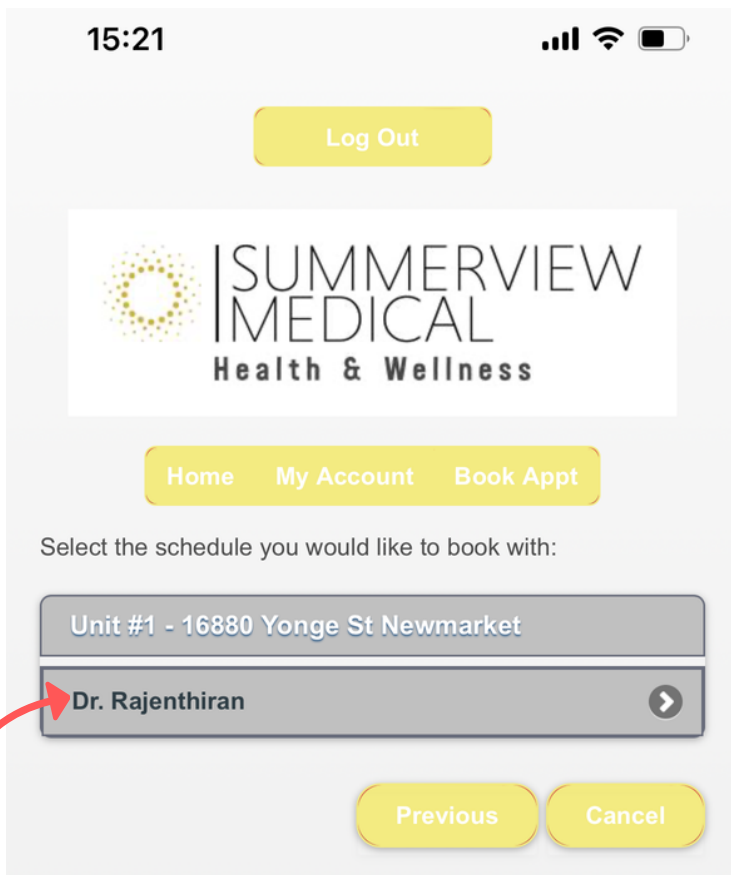 15:21
Log Out
SUMMERVIEW
MEDICAL
Health & Wellness
Home My Account Book Appt
Select the schedule you would like to book with:
Unit #1 - 16880 Yonge St Newmarket
Dr. Rajenthiran
Previous Cancel